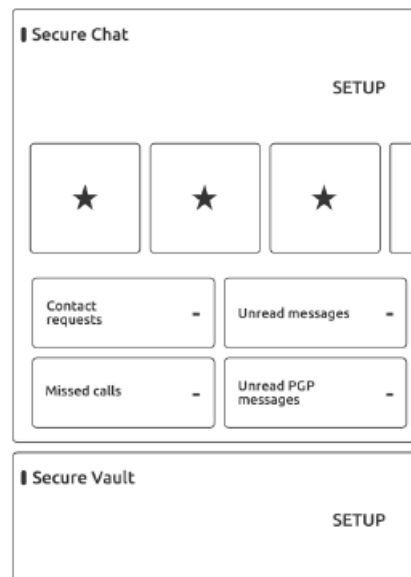 Secure Chat
SETUP
Contact
requests
-
Unread messages
-
Missed calls
-
Unread PGP
messages
-
Secure Vault
SETUP